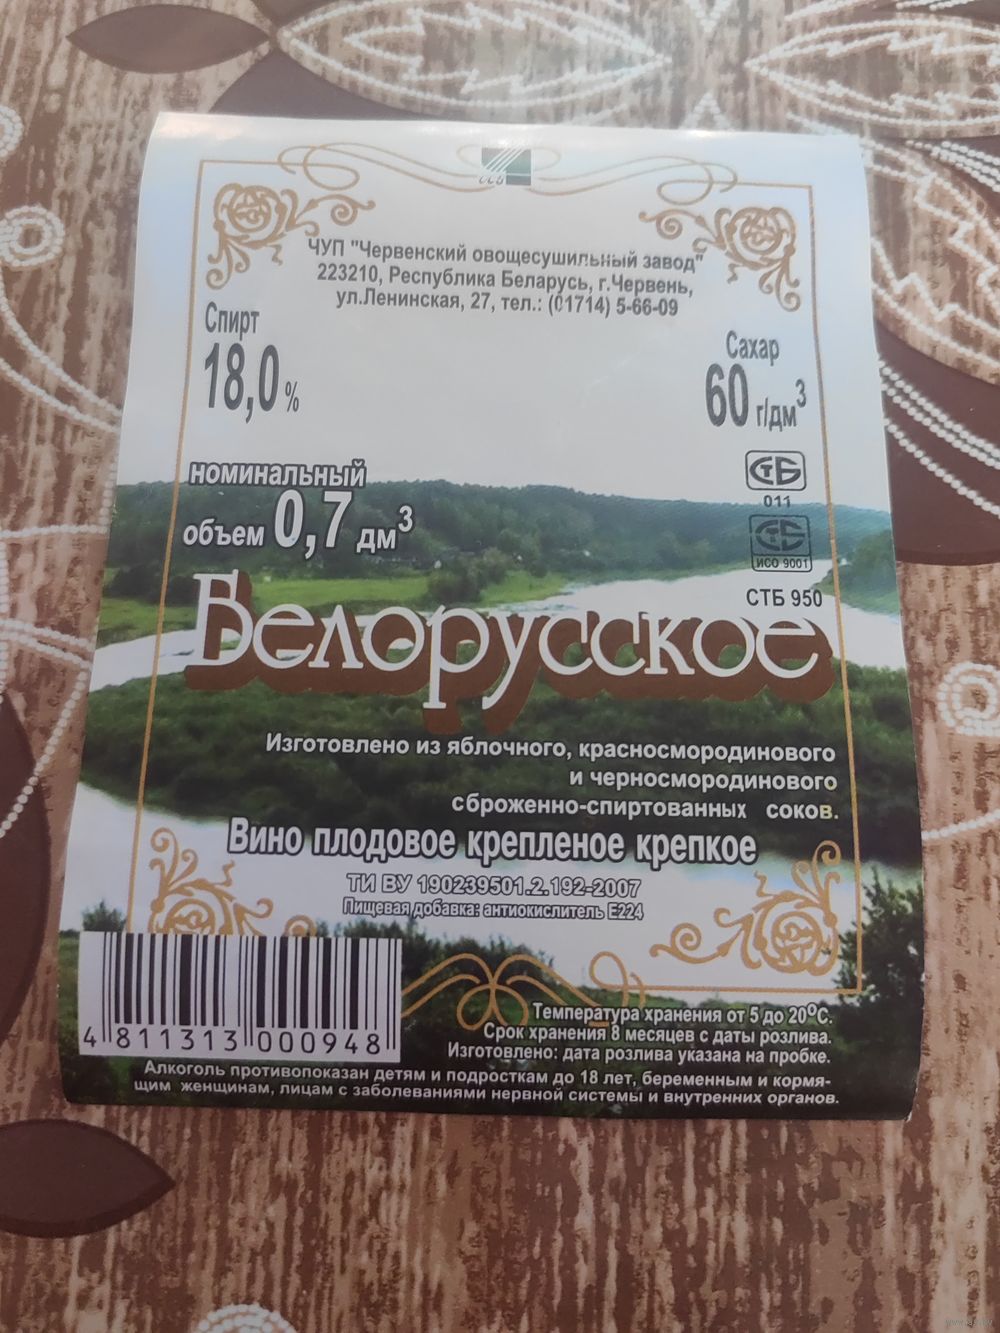 ЧУП "Червенский овощесушильный завод"
223210, Республика Беларусь, г.Червень,
ул.Ленинская, 27, тел.: (01714) 5-66-09
Спирт
18,0 %
Сахар
60 г/дм³
номинальный
объем 0,7 дм³
СТБ
011
СТБ
ИСО 9001
СТБ 950
Белорусское
Изготовлено из яблочного, красносмородинового
и черносмородинового
сброженно-спиртованных соков.
Вино плодовое крепленое крепкое
ТИ BY 190239501.2.192-2007
Пищевая добавка: антиокислитель Е224
4 811313 000948
Температура хранения от 5 до 20°С.
Срок хранения 8 месяцев с даты розлива.
Изготовлено: дата розлива указана на пробке.
Алкоголь противопоказан детям и подросткам до 18 лет, беременным и кормя-
щим женщинам, лицам с заболеваниями нервной системы и внутренних органов.